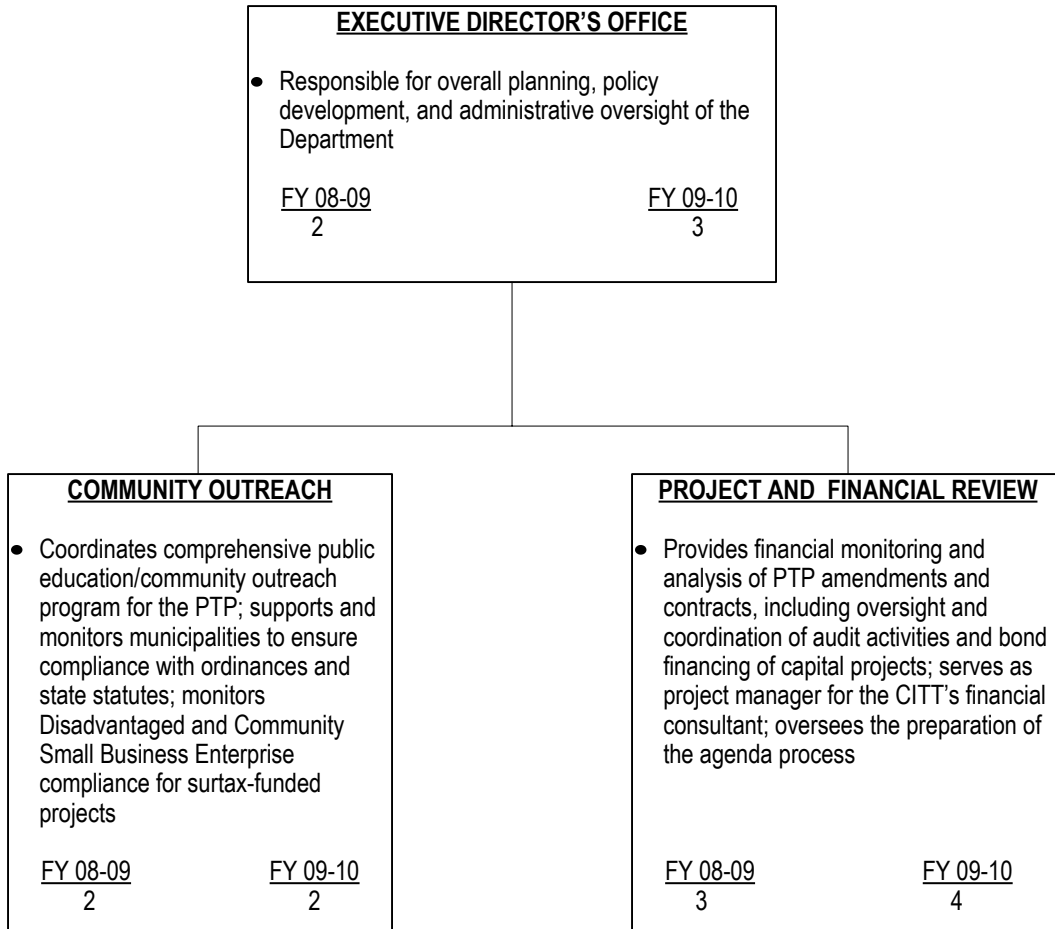 EXECUTIVE DIRECTOR’S OFFICE
• Responsible for overall planning, policy
development, and administrative oversight of the
Department
FY 08-09 FY 09-10
2 3
COMMUNITY OUTREACH
• Coordinates comprehensive public
education/community outreach
program for the PTP; supports and
monitors municipalities to ensure
compliance with ordinances and
state statutes; monitors
Disadvantaged and Community
Small Business Enterprise
compliance for surtax-funded
projects
FY 08-09 FY 09-10
2 2
PROJECT AND FINANCIAL REVIEW
• Provides financial monitoring and
analysis of PTP amendments and
contracts, including oversight and
coordination of audit activities and bond
financing of capital projects; serves as
project manager for the CITT’s financial
consultant; oversees the preparation of
the agenda process
FY 08-09 FY 09-10
3 4